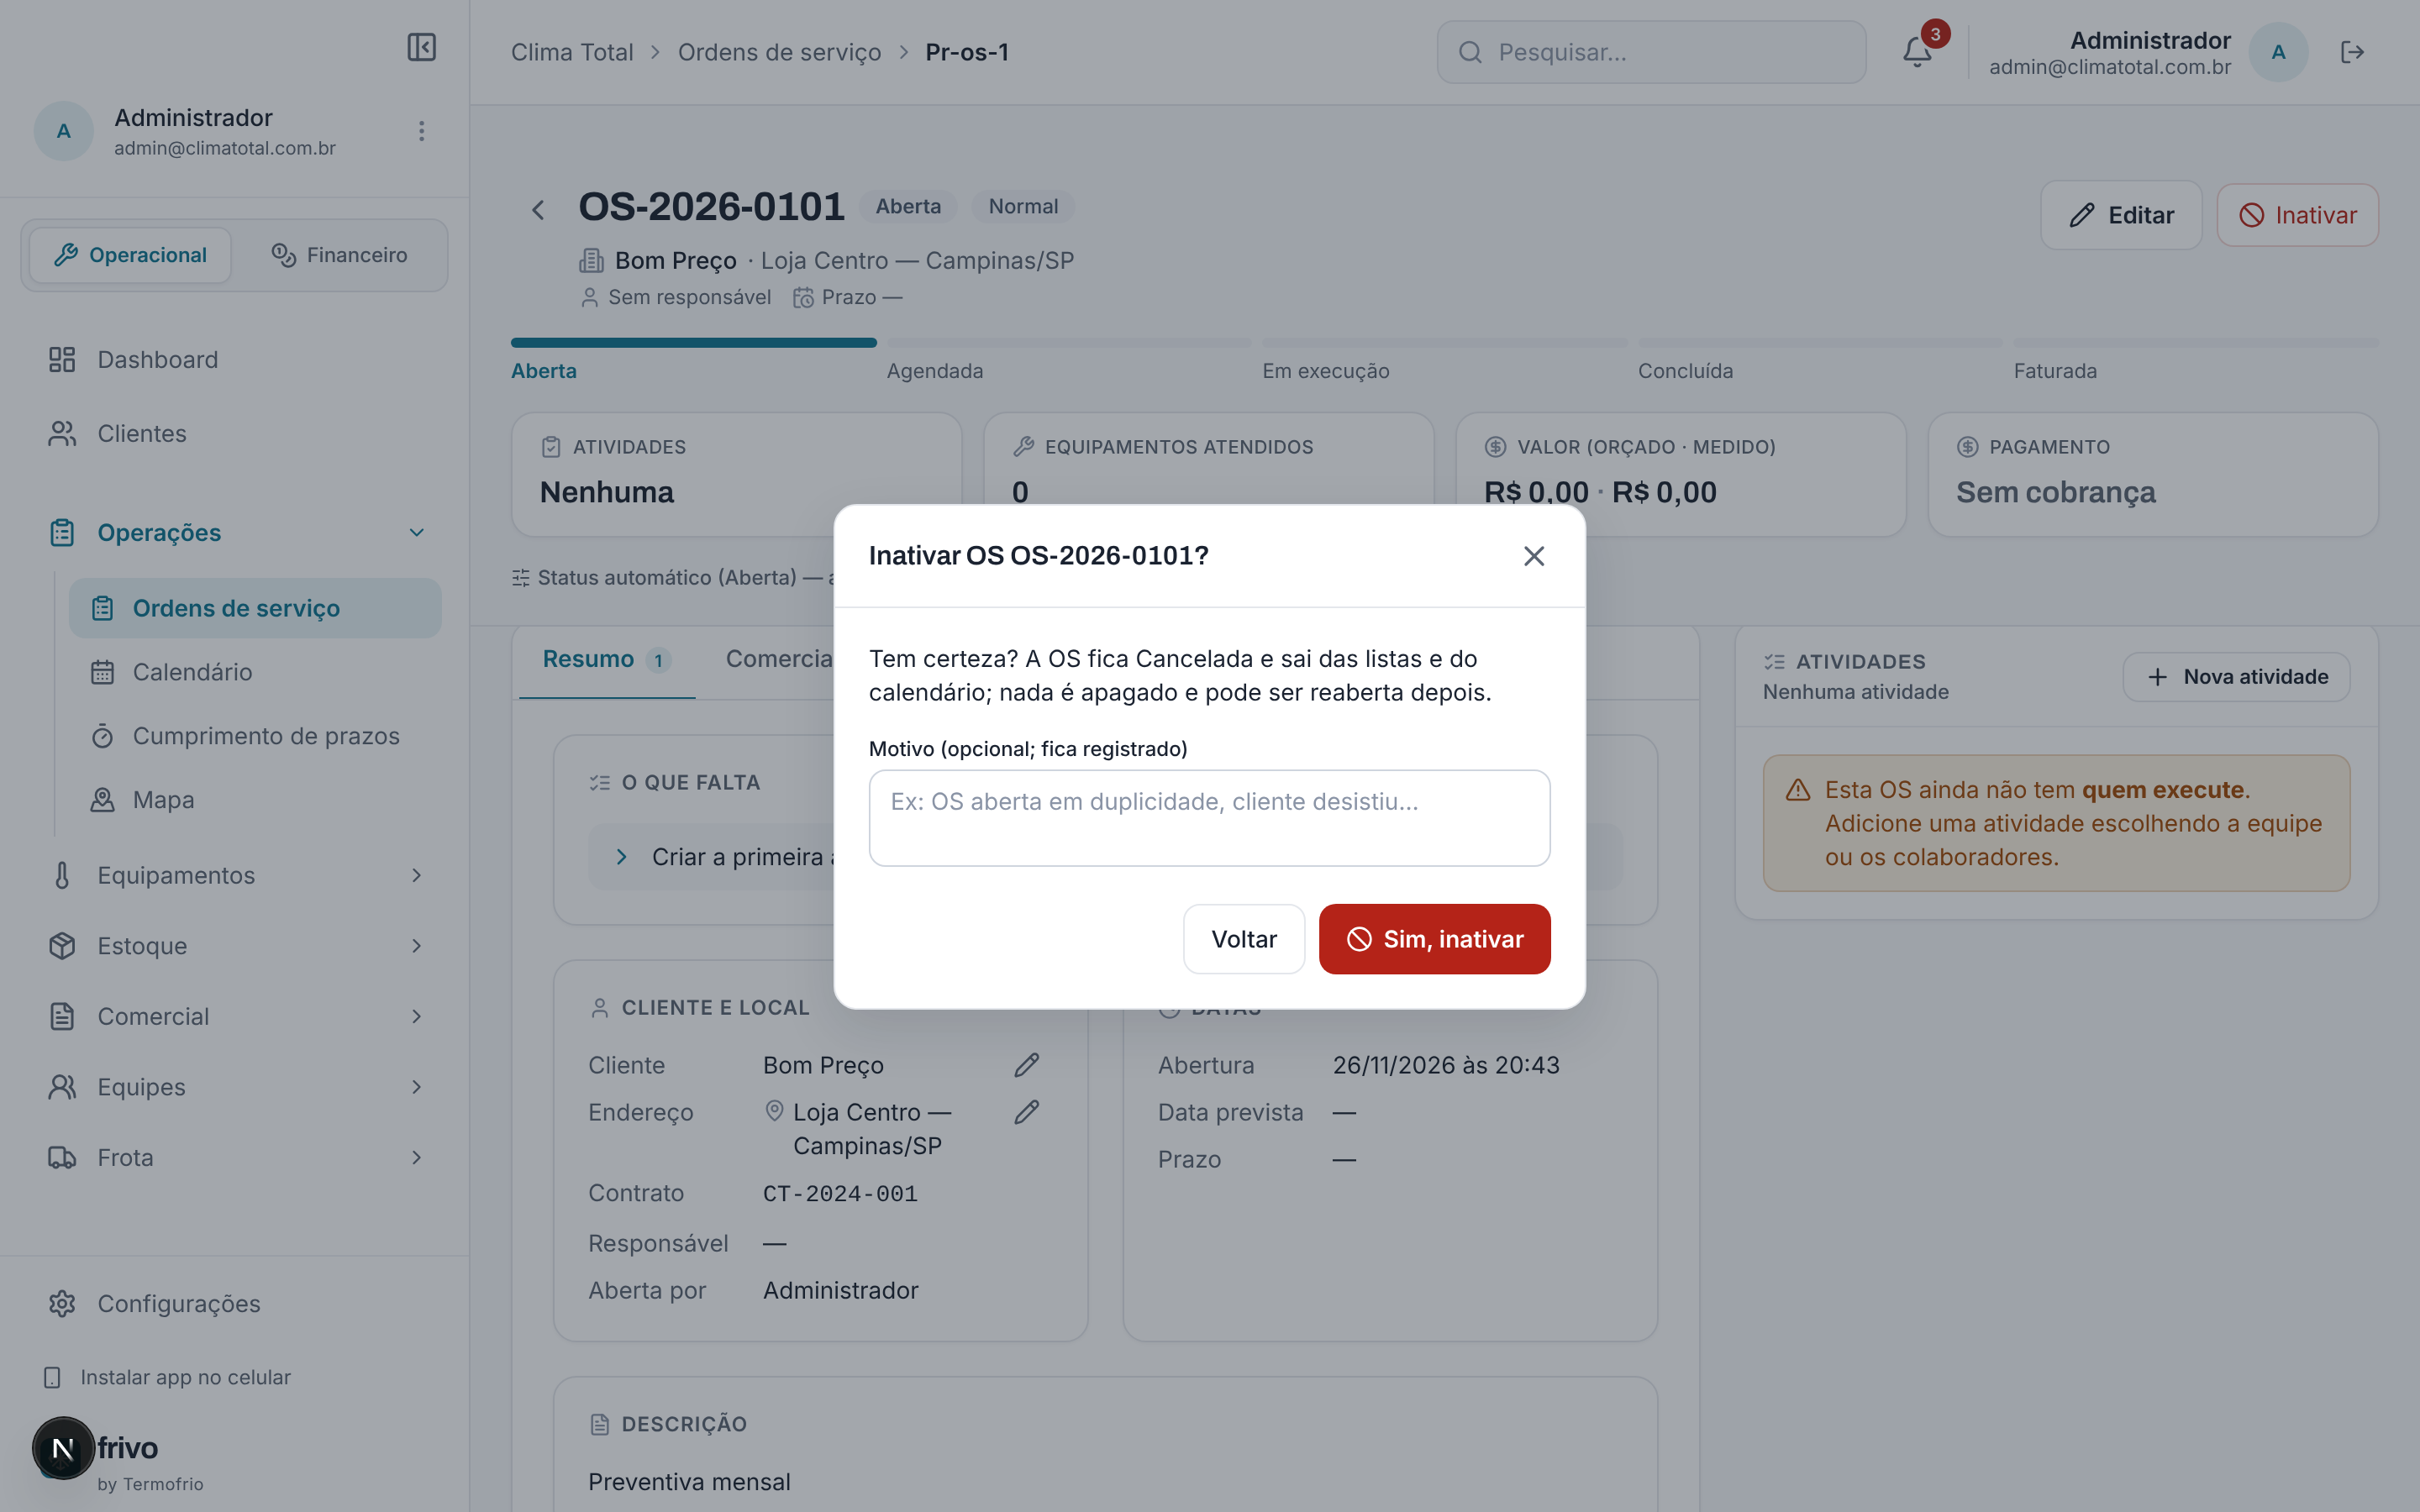 Clima Total > Ordens de serviço > Pr-os-1
Pesquisar...
3
Administrador
admin@climatotal.com.br
A
A
Administrador
admin@climatotal.com.br
Operacional
Financeiro
Dashboard
Clientes
Operações
Ordens de serviço
Calendário
Cumprimento de prazos
Mapa
Equipamentos
Estoque
Comercial
Equipes
Frota
Configurações
Instalar app no celular
N
frivo
by Termofrio
OS-2026-0101
Aberta
Normal
Editar
Inativar
Bom Preço · Loja Centro — Campinas/SP
Sem responsável
Prazo —
Aberta
Agendada
Em execução
Concluída
Faturada
ATIVIDADES
Nenhuma
EQUIPAMENTOS ATENDIDOS
0
VALOR (ORÇADO · MEDIDO)
R$ 0,00 · R$ 0,00
PAGAMENTO
Sem cobrança
Status automático (Aberta) —
Inativar OS OS-2026-0101?
Tem certeza? A OS fica Cancelada e sai das listas e do
calendário; nada é apagado e pode ser reaberta depois.
Motivo (opcional; fica registrado)
Ex: OS aberta em duplicidade, cliente desistiu...
Voltar
Sim, inativar
Resumo 1
O QUE FALTA
Criar a primeira
CLIENTE E LOCAL
Cliente
Bom Preço
Endereço
Loja Centro —
Campinas/SP
Contrato
CT-2024-001
Responsável
—
Aberta por
Administrador
DATAS
Abertura
26/11/2026 às 20:43
Data prevista
—
Prazo
—
DESCRIÇÃO
Preventiva mensal
ATIVIDADES
Nenhuma atividade
Nova atividade
Esta OS ainda não tem quem execute.
Adicione uma atividade escolhendo a equipe
ou os colaboradores.